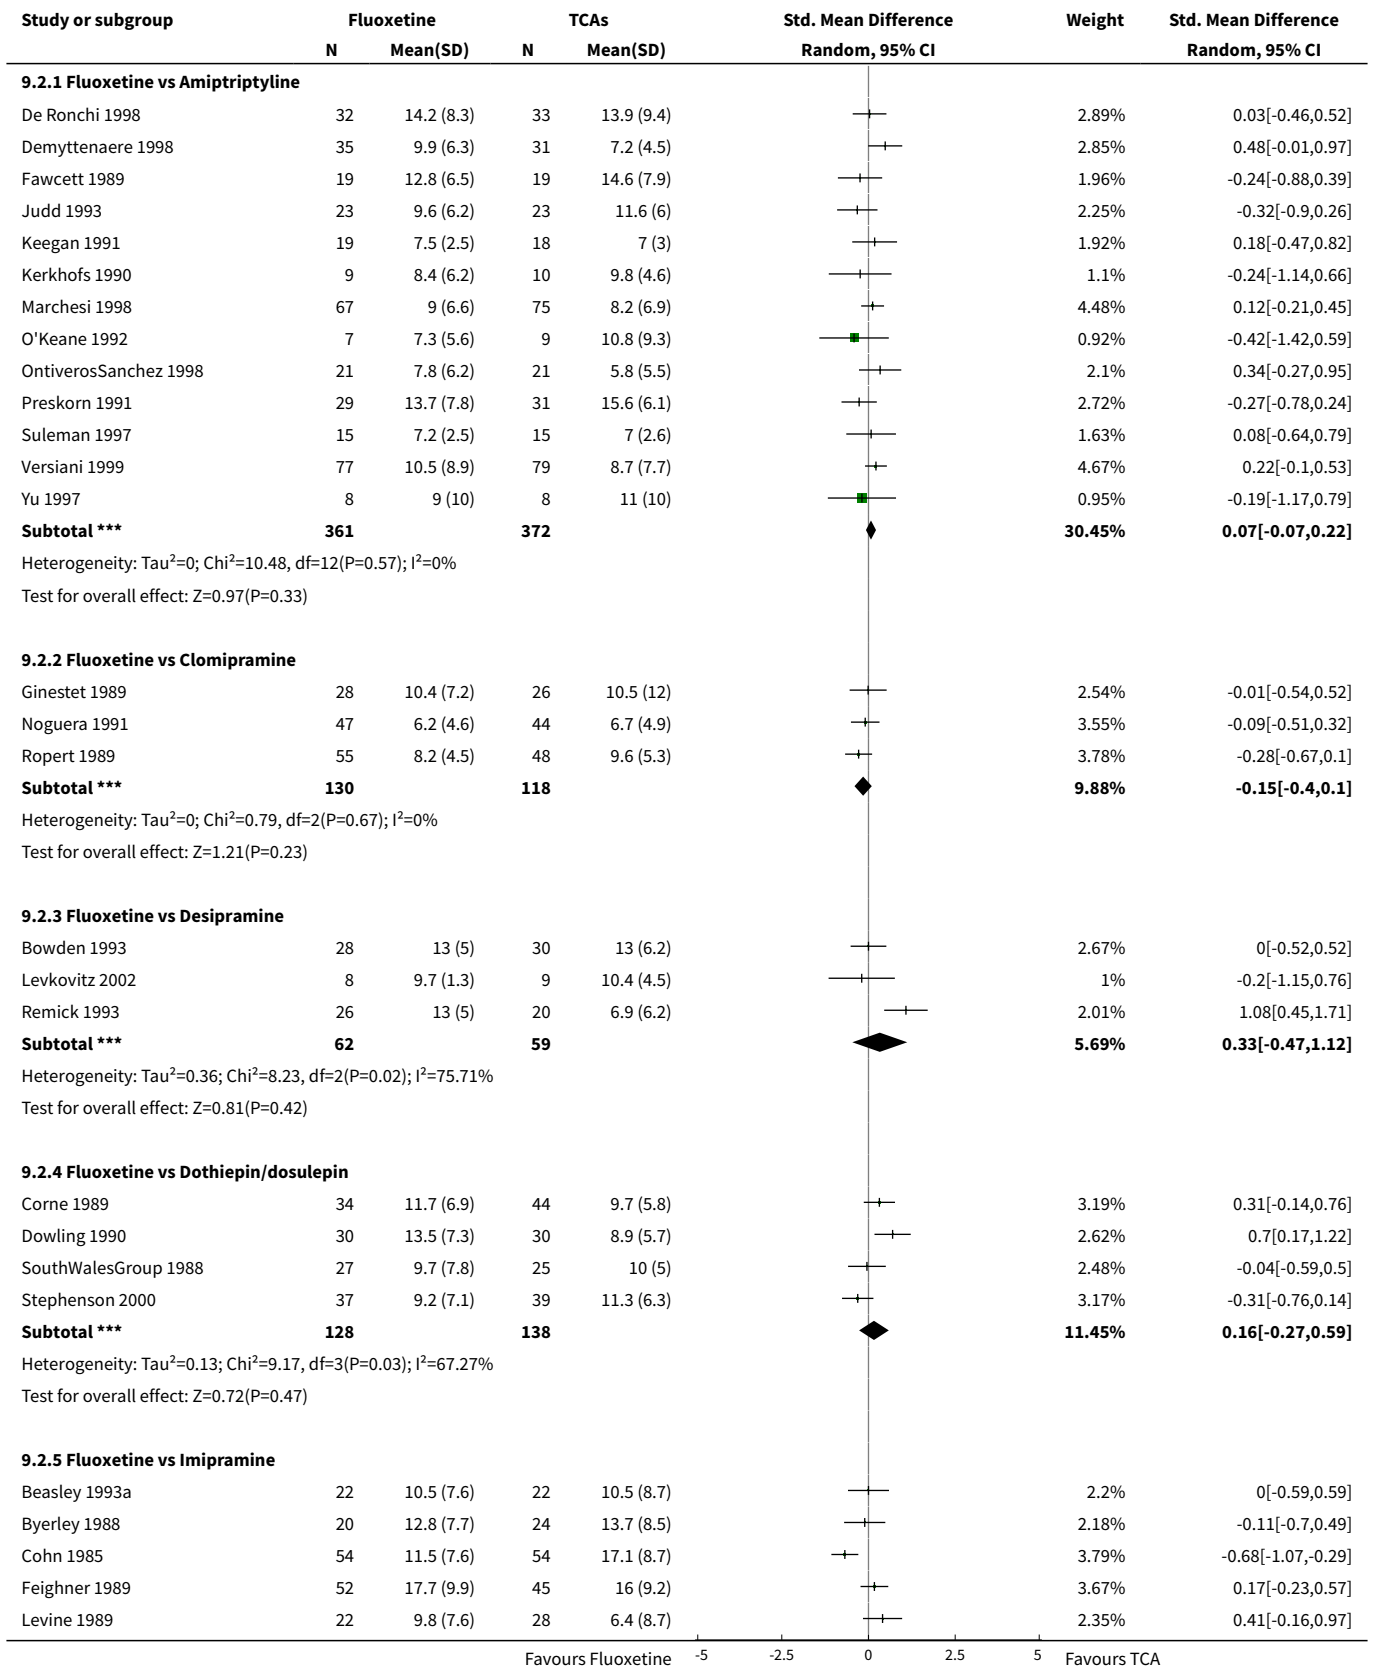 Study or subgroup Fluoxetine TCAs Std. Mean Difference Weight Std. Mean Difference
N Mean(SD) N Mean(SD) Random, 95% CI Random, 95% CI
9.2.1 Fluoxetine vs Amiptriptyline
De Ronchi 1998 32 14.2 (8.3) 33 13.9 (9.4) 2.89% 0.03[-0.46,0.52]
Demyttenaere 1998 35 9.9 (6.3) 31 7.2 (4.5) 2.85% 0.48[-0.01,0.97]
Fawcett 1989 19 12.8 (6.5) 19 14.6 (7.9) 1.96% -0.24[-0.88,0.39]
Judd 1993 23 9.6 (6.2) 23 11.6 (6) 2.25% -0.32[-0.9,0.26]
Keegan 1991 19 7.5 (2.5) 18 7 (3) 1.92% 0.18[-0.47,0.82]
Kerkhofs 1990 9 8.4 (6.2) 10 9.8 (4.6) 1.1% -0.24[-1.14,0.66]
Marchesi 1998 67 9 (6.6) 75 8.2 (6.9) 4.48% 0.12[-0.21,0.45]
O'Keane 1992 7 7.3 (5.6) 9 10.8 (9.3) 0.92% -0.42[-1.42,0.59]
OntiverosSanchez 1998 21 7.8 (6.2) 21 5.8 (5.5) 2.1% 0.34[-0.27,0.95]
Preskorn 1991 29 13.7 (7.8) 31 15.6 (6.1) 2.72% -0.27[-0.78,0.24]
Suleman 1997 15 7.2 (2.5) 15 7 (2.6) 1.63% 0.08[-0.64,0.79]
Versiani 1999 77 10.5 (8.9) 79 8.7 (7.7) 4.67% 0.22[-0.1,0.53]
Yu 1997 8 9 (10) 8 11 (10) 0.95% -0.19[-1.17,0.79]
Subtotal *** 361 372 30.45% 0.07[-0.07,0.22]
Heterogeneity: Tau²=0; Chi²=10.48, df=12(P=0.57); I²=0%
Test for overall effect: Z=0.97(P=0.33)
9.2.2 Fluoxetine vs Clomipramine
Ginestet 1989 28 10.4 (7.2) 26 10.5 (12) 2.54% -0.01[-0.54,0.52]
Noguera 1991 47 6.2 (4.6) 44 6.7 (4.9) 3.55% -0.09[-0.51,0.32]
Ropert 1989 55 8.2 (4.5) 48 9.6 (5.3) 3.78% -0.28[-0.67,0.1]
Subtotal *** 130 118 9.88% -0.15[-0.4,0.1]
Heterogeneity: Tau²=0; Chi²=0.79, df=2(P=0.67); I²=0%
Test for overall effect: Z=1.21(P=0.23)
9.2.3 Fluoxetine vs Desipramine
Bowden 1993 28 13 (5) 30 13 (6.2) 2.67% 0[-0.52,0.52]
Levkovitz 2002 8 9.7 (1.3) 9 10.4 (4.5) 1% -0.2[-1.15,0.76]
Remick 1993 26 13 (5) 20 6.9 (6.2) 2.01% 1.08[0.45,1.71]
Subtotal *** 62 59 5.69% 0.33[-0.47,1.12]
Heterogeneity: Tau²=0.36; Chi²=8.23, df=2(P=0.02); I²=75.71%
Test for overall effect: Z=0.81(P=0.42)
9.2.4 Fluoxetine vs Dothiepin/dosulepin
Corne 1989 34 11.7 (6.9) 44 9.7 (5.8) 3.19% 0.31[-0.14,0.76]
Dowling 1990 30 13.5 (7.3) 30 8.9 (5.7) 2.62% 0.7[0.17,1.22]
SouthWalesGroup 1988 27 9.7 (7.8) 25 10 (5) 2.48% -0.04[-0.59,0.5]
Stephenson 2000 37 9.2 (7.1) 39 11.3 (6.3) 3.17% -0.31[-0.76,0.14]
Subtotal *** 128 138 11.45% 0.16[-0.27,0.59]
Heterogeneity: Tau²=0.13; Chi²=9.17, df=3(P=0.03); I²=67.27%
Test for overall effect: Z=0.72(P=0.47)
9.2.5 Fluoxetine vs Imipramine
Beasley 1993a 22 10.5 (7.6) 22 10.5 (8.7) 2.2% 0[-0.59,0.59]
Byerley 1988 20 12.8 (7.7) 24 13.7 (8.5) 2.18% -0.11[-0.7,0.49]
Cohn 1985 54 11.5 (7.6) 54 17.1 (8.7) 3.79% -0.68[-1.07,-0.29]
Feighner 1989 52 17.7 (9.9) 45 16 (9.2) 3.67% 0.17[-0.23,0.57]
Levine 1989 22 9.8 (7.6) 28 6.4 (8.7) 2.35% 0.41[-0.16,0.97]
Favours Fluoxetine -5 -2.5 0 2.5 5 Favours TCA